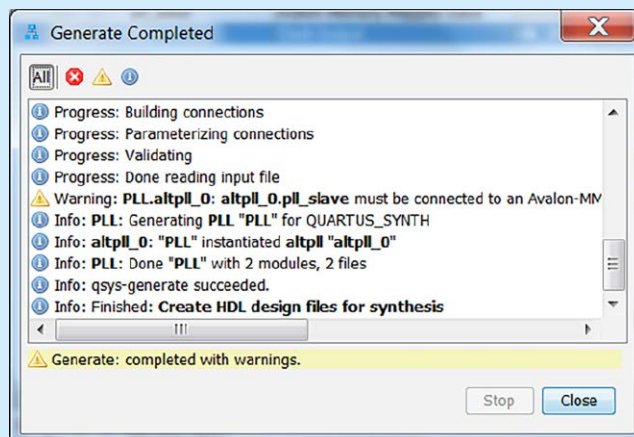 Generate Completed
All
Progress: Building connections
Progress: Parameterizing connections
Progress: Validating
Progress: Done reading input file
Warning: PLL.altpll_0: altpll_0.pll_slave must be connected to an Avalon-MM
Info: PLL: Generating PLL "PLL" for QUARTUS_SYNTH
Info: altpll_0: "PLL" instantiated altpll "altpll_0"
Info: PLL: Done "PLL" with 2 modules, 2 files
Info: qsys-generate succeeded.
Info: Finished: Create HDL design files for synthesis
Generate: completed with warnings.
Stop Close